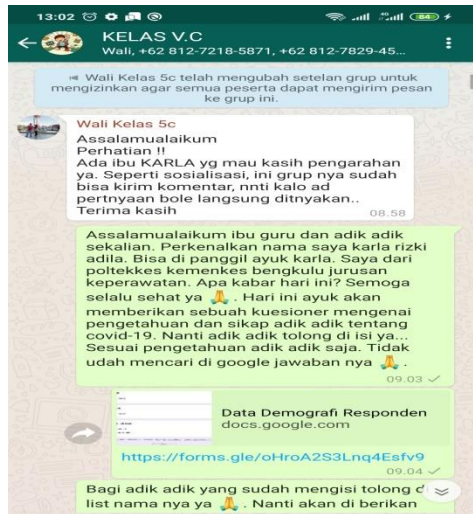 13:02
84
KELAS V.C
Wali, +62 812-7218-5871, +62 812-7829-45...
Wali Kelas 5c telah mengubah setelan grup untuk
mengizinkan agar semua peserta dapat mengirim pesan
ke grup ini.
Wali Kelas 5c
Assalamualaikum
Perhatian !!
Ada ibu KARLA yg mau kasih pengarahan
ya. Seperti sosialisasi, ini grup nya sudah
bisa kirim komentar, nnti kalo ad
pertnyaan bole langsung ditnyakan..
Terima kasih
08.58
Assalamualaikum ibu guru dan adik adik
sekalian. Perkenalkan nama saya karla rizki
adila. Bisa di panggil ayuk karla. Saya dari
poltekkes kemenkes bengkulu jurusan
keperawatan. Apa kabar hari ini? Semoga
selalu sehat ya 🙏 . Hari ini ayuk akan
memberikan sebuah kuesioner mengenai
pengetahuan dan sikap adik adik tentang
covid-19. Nanti adik adik tolong di isi ya...
Sesuai pengetahuan adik adik saja. Tidak
udah mencari di google jawaban nya 🙏 .
09.03
Data Demografi Responden
docs.google.com
https://forms.gle/oHroA2S3Lnq4Esfv9
09.04
Bagi adik adik yang sudah mengisi tolong d
list nama nya ya 🙏 . Nanti akan di berikan